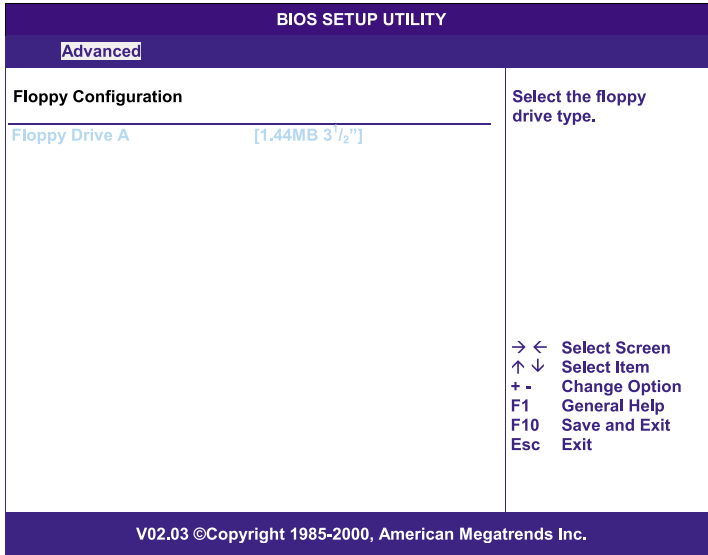 BIOS SETUP UTILITY
Advanced
Floppy Configuration
Floppy Drive A [1.44MB 3 1/2”]
Select the floppy
drive type.
→ ← Select Screen
↑ ↓ Select Item
+ - Change Option
F1 General Help
F10 Save and Exit
Esc Exit
V02.03 ©Copyright 1985-2000, American Megatrends Inc.